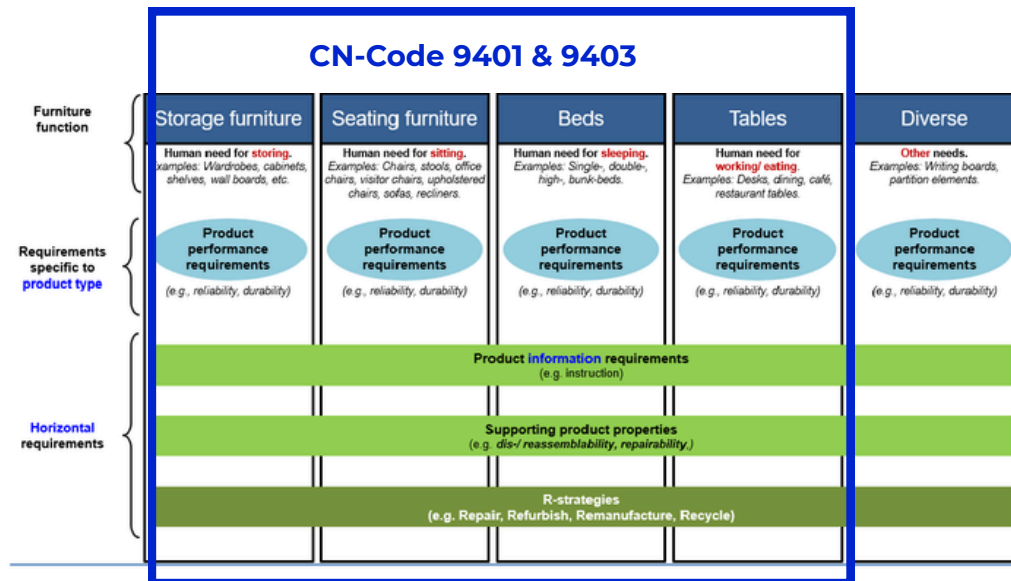 CN-Code 9401 & 9403
Furniture
function
Storage furniture
Seating furniture
Beds
Tables
Diverse
Human need for storing.
Examples: Wardrobes, cabinets,
shelves, wall boards, etc.
Human need for sitting.
Examples: Chairs, stools, office
chairs, visitor chairs, upholstered
chairs, sofas, recliners.
Human need for sleeping.
Examples: Single-, double-,
high-, bunk-beds.
Human need for
working/ eating.
Examples: Desks, dining, café,
restaurant tables.
Other needs.
Examples: Writing boards,
partition elements.
Requirements
specific to
product type
Product
performance
requirements
(e.g., reliability, durability)
Product
performance
requirements
(e.g., reliability, durability)
Product
performance
requirements
(e.g., reliability, durability)
Product
performance
requirements
(e.g., reliability, durability)
Product
performance
requirements
(e.g., reliability, durability)
Horizontal
requirements
Product information requirements
(e.g. instruction)
Supporting product properties
(e.g. dis-/ reassemblability, repairability,)
R-strategies
(e.g. Repair, Refurbish, Remanufacture, Recycle)